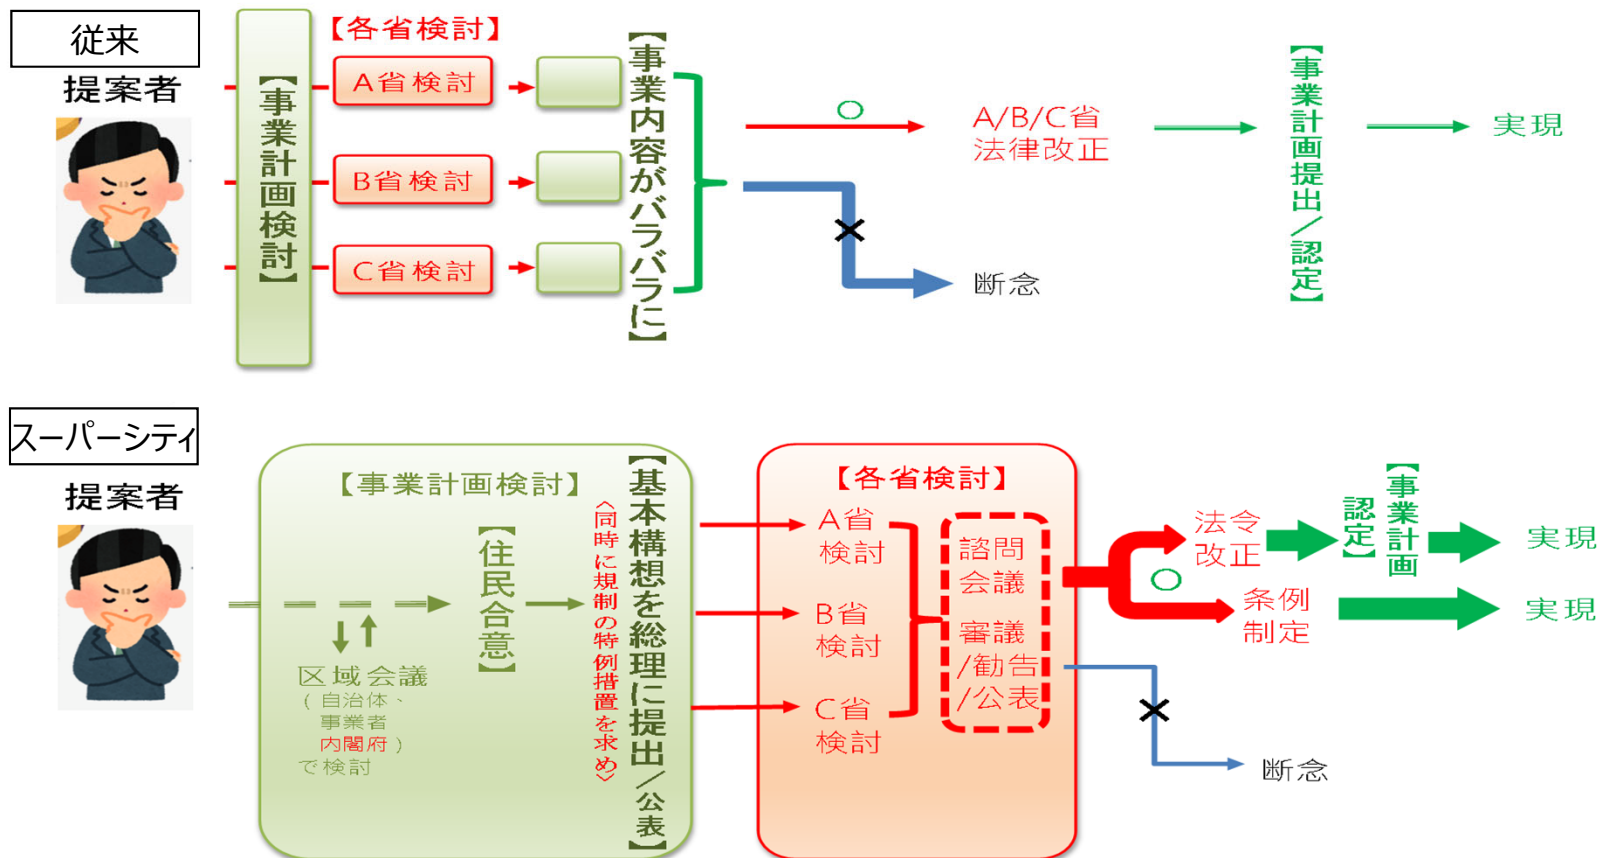 従来
提案者
【事業計画検討】
【各省検討】
A省検討
B省検討
C省検討
【事業内容がバラバラに】
○
A/B/C省
法律改正
断念
【事業計画提出/認定】
実現
スーパーシティ
提案者
【事業計画検討】
区域会議
(自治体、
事業者
内閣府)
で検討
【住民合意】
〈同時に規制の特例措置を求め〉
【基本構想を総理に提出/公表】
【各省検討】
A省
検討
B省
検討
C省
検討
諮問
会議
審議
/勧告
/公表
○
法令
改正
【事業計画
認定】
実現
条例
制定
実現
断念